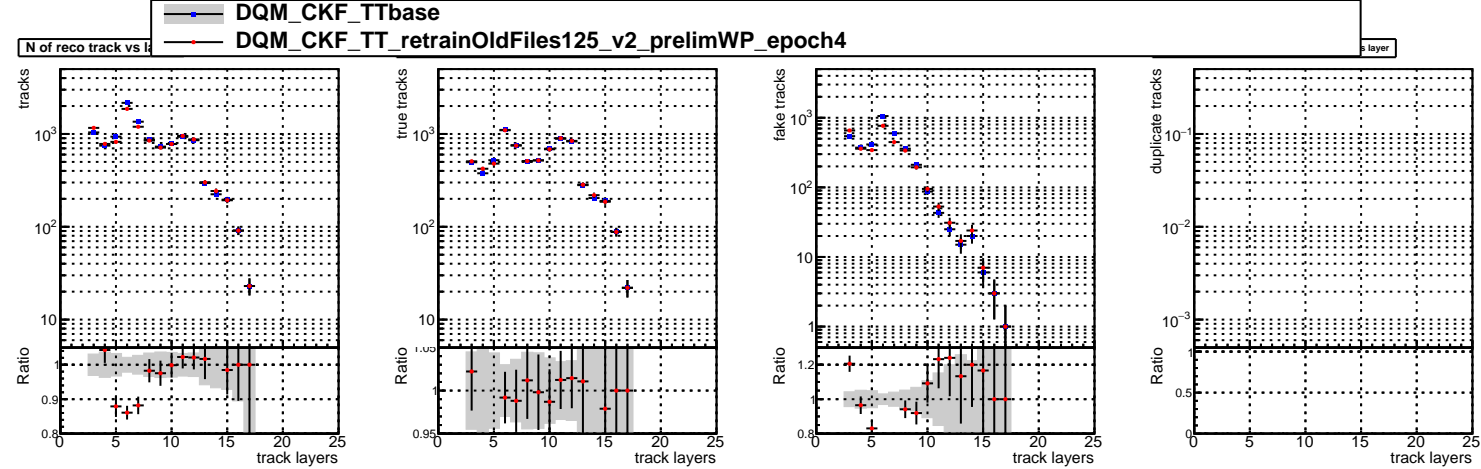 DQM_CKF_TTbase
DQM_CKF_TT_retrainOldFiles125_v2_prelimWP_epoch4
N of reco track vs la
s layer
tracks
10³
10²
10
Ratio
1
0.9
0.8
0 5 10 15 20 25
track layers
true tracks
10³
10²
10
Ratio
1.05
1
0.95
0 5 10 15 20 25
track layers
fake tracks
10³
10²
10
1
Ratio
1.2
1
0.8
0 5 10 15 20 25
track layers
duplicate tracks
10⁻¹
10⁻²
10⁻³
Ratio
1
0.5
0
0 5 10 15 20 25
track layers